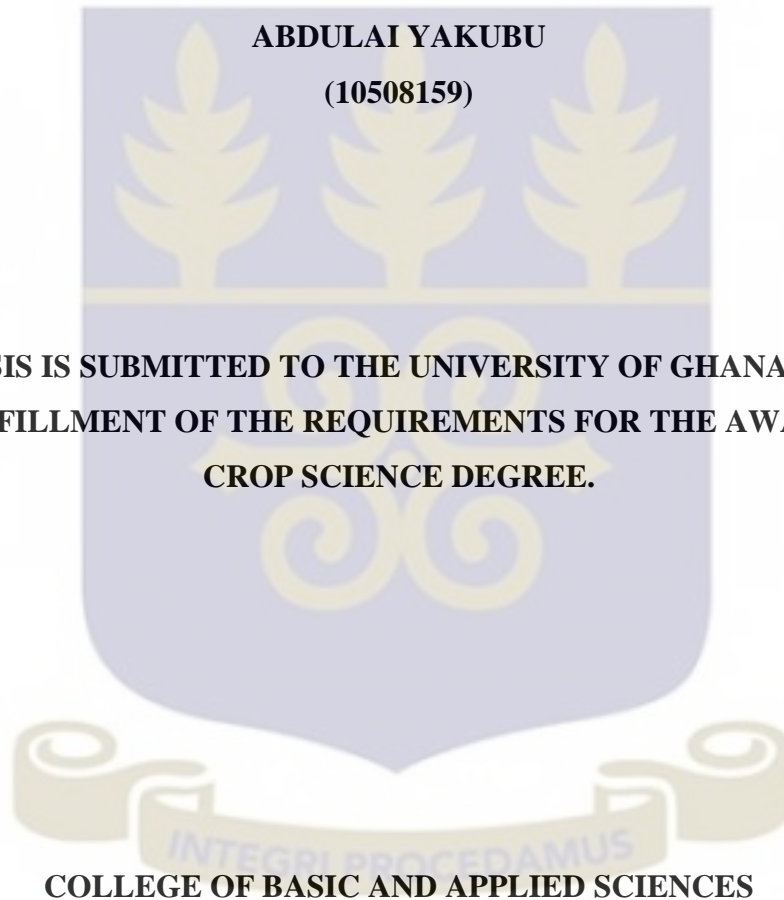 ABDULAI YAKUBU
(10508159)
IS IS SUBMITTED TO THE UNIVERSITY OF GHANA
FILLMENT OF THE REQUIREMENTS FOR THE
CROP SCIENCE DEGREE.
INTEGRI PROCEDAMUS
COLLEGE OF BASIC AND APPLIED SCIENCES